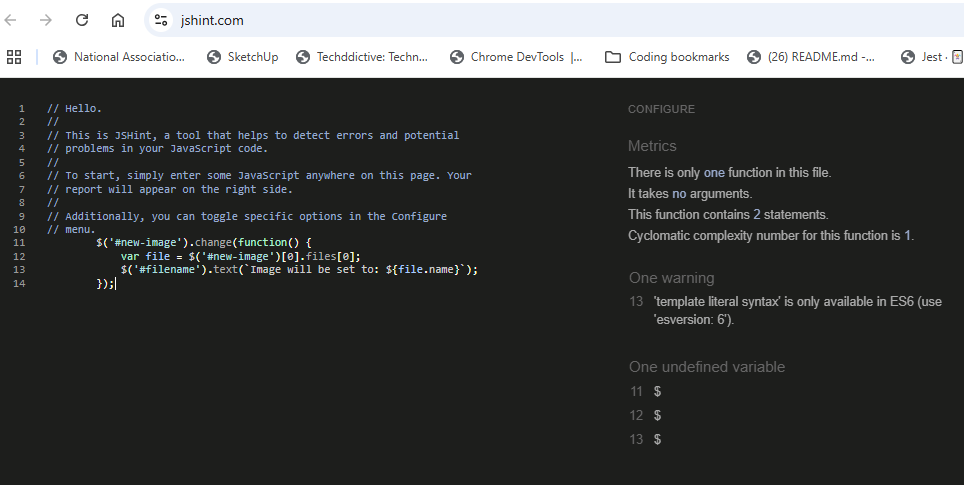 jshint.com
National Associatio... SketchUp Techddictive: Techn... Chrome DevTools |... Coding bookmarks (26) README.md -... Jest ·
1 // Hello.
2 //
3 // This is JSHint, a tool that helps to detect errors and potential
4 // problems in your JavaScript code.
5 //
6 // To start, simply enter some JavaScript anywhere on this page. Your
7 // report will appear on the right side.
8 //
9 // Additionally, you can toggle specific options in the Configure
10 // menu.
11 $('#new-image').change(function() {
12 var file = $('#new-image')[0].files[0];
13 $('#filename').text(`Image will be set to: ${file.name}`);
14 });
CONFIGURE
Metrics
There is only one function in this file.
It takes no arguments.
This function contains 2 statements.
Cyclomatic complexity number for this function is 1.
One warning
13 'template literal syntax' is only available in ES6 (use
'esversion: 6').
One undefined variable
11 $
12 $
13 $